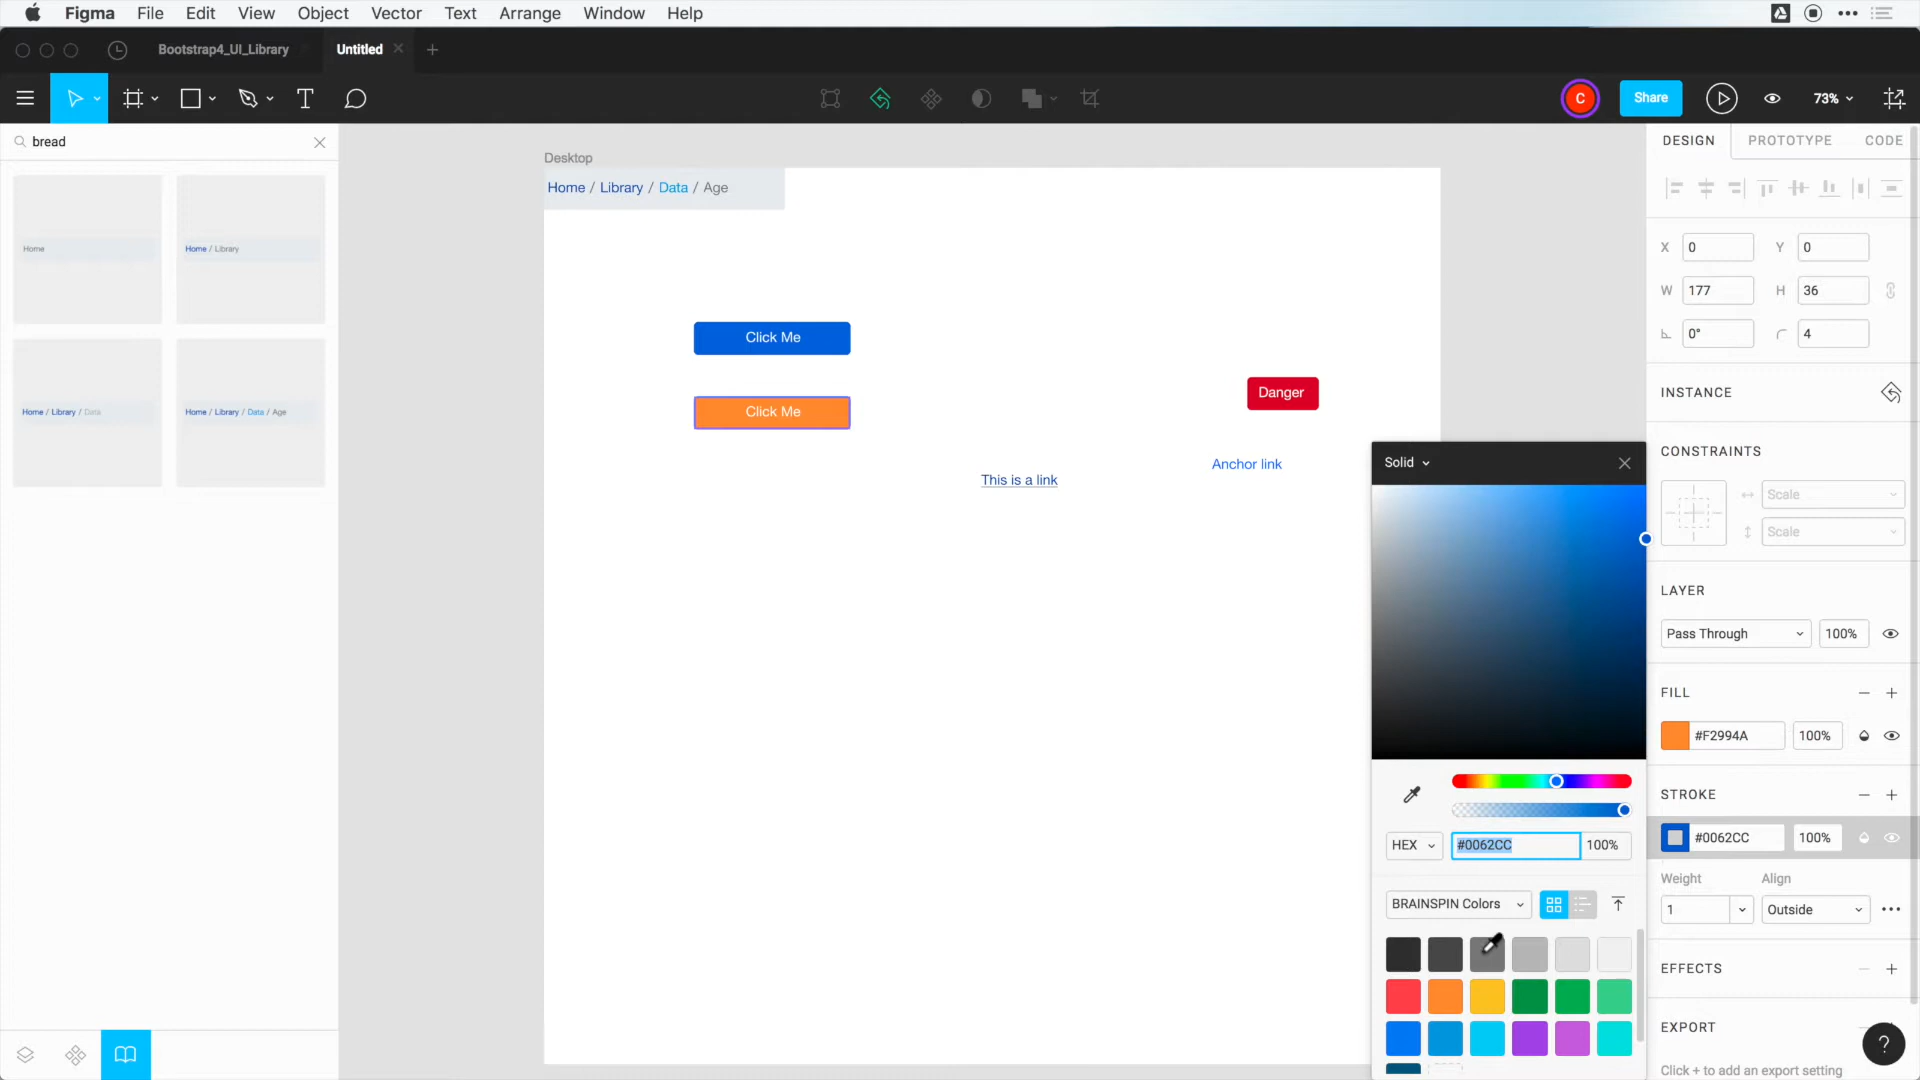 Figma File Edit View Object Vector Text Arrange Window Help
Bootstrap4_UI_Library
Untitled
C
Share
73%
bread
Home
Home / Library
Home / Library / Data
Home / Library / Data / Age
Desktop
Home / Library / Data / Age
Click Me
Click Me
Danger
Anchor link
This is a link
Solid
HEX
#0062CC
100%
BRAINSPIN Colors
DESIGN
PROTOTYPE
CODE
X
0
Y
0
W
177
H
36
0°
4
INSTANCE
CONSTRAINTS
Scale
Scale
LAYER
Pass Through
100%
FILL
#F2994A
100%
STROKE
#0062CC
100%
Weight
Align
1
Outside
EFFECTS
EXPORT
Click + to add an export setting
?